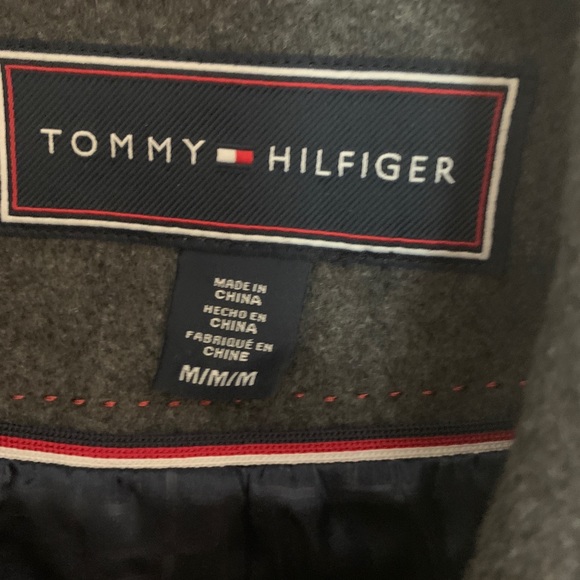 TOMMY HILFIGER
MADE IN
CHINA
HECHO EN
CHINA
FABRIQUÉ EN
CHINE
M/M/M